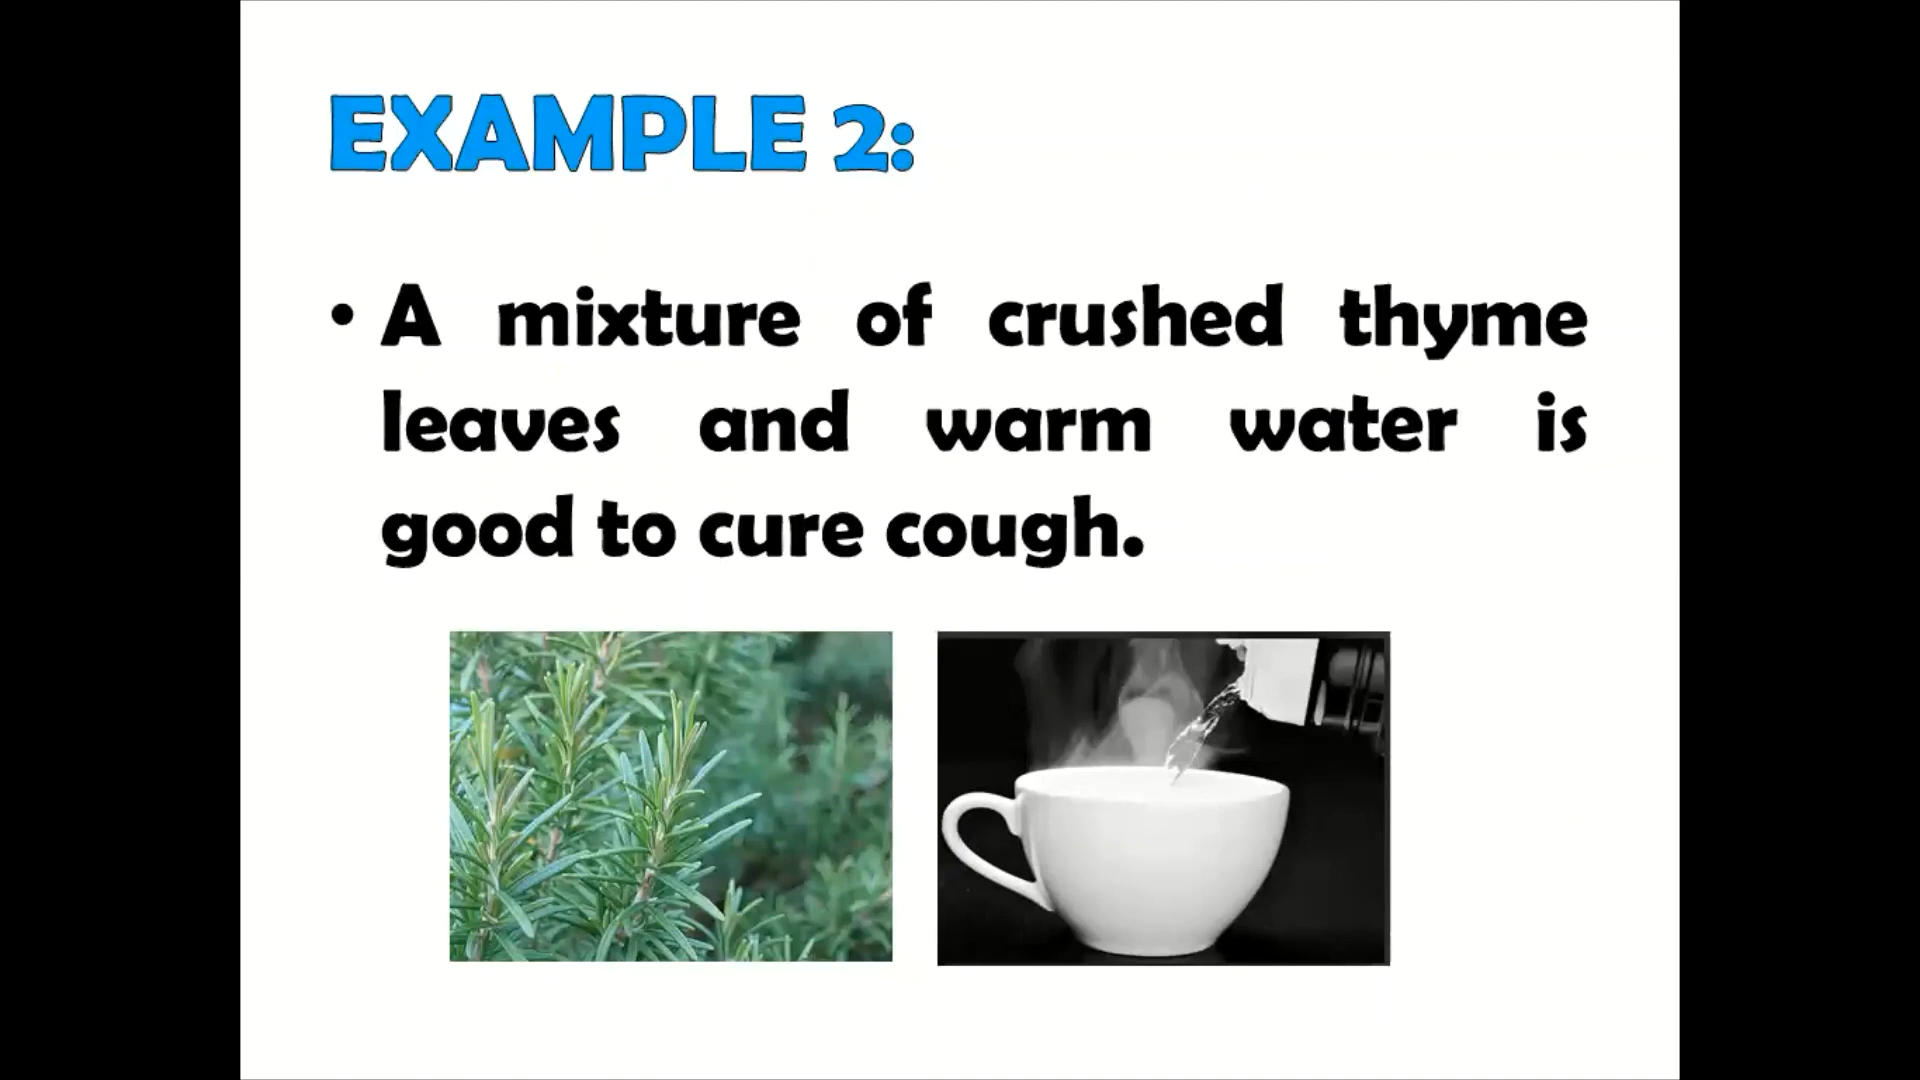 EXAMPLE 2:
• A mixture of crushed thyme
leaves and warm water is
good to cure cough.